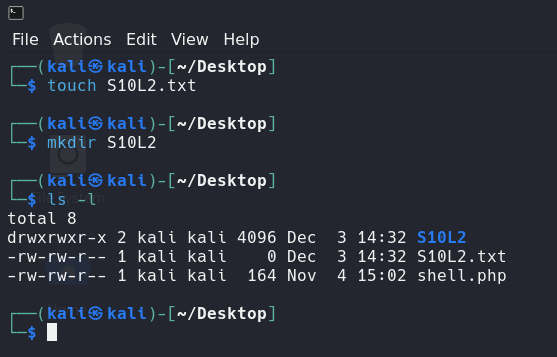 File Actions Edit View Help
┌──(kali㉿kali)-[~/Desktop]
└─$ touch S10L2.txt
┌──(kali㉿kali)-[~/Desktop]
└─$ mkdir S10L2
┌──(kali㉿kali)-[~/Desktop]
└─$ ls -l
total 8
drwxrwxr-x 2 kali kali 4096 Dec  3 14:32 S10L2
-rw-rw-r-- 1 kali kali    0 Dec  3 14:32 S10L2.txt
-rw-rw-r-- 1 kali kali  164 Nov  4 15:02 shell.php
┌──(kali㉿kali)-[~/Desktop]
└─$